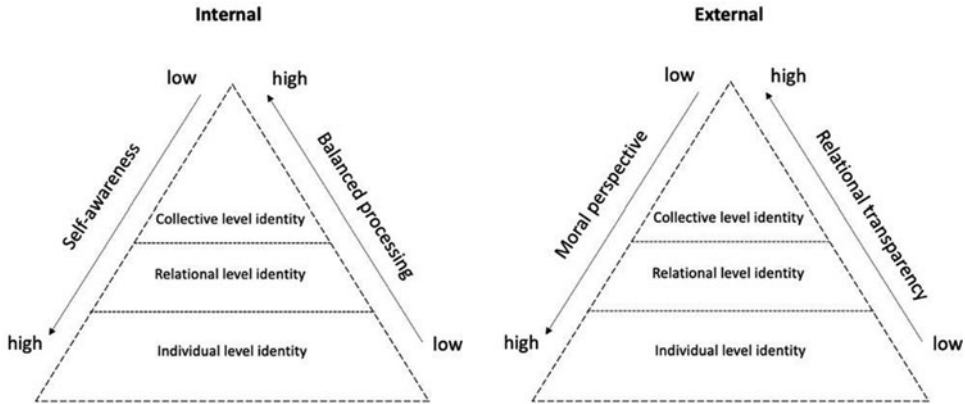 Internal
low
high
Self-awareness
Balanced processing
Collective level identity
Relational level identity
Individual level identity
high
low
External
low
high
Moral perspective
Relational transparency
Collective level identity
Relational level identity
Individual level identity
high
low